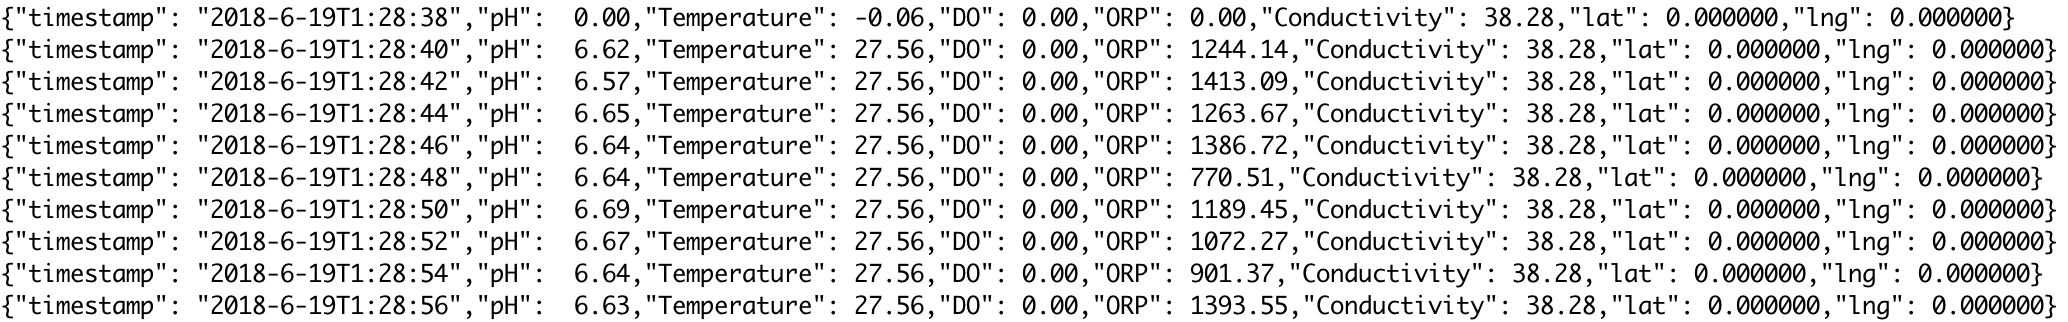 {"timestamp": "2018-6-19T1:28:38","pH":  0.00,"Temperature": -0.06,"DO": 0.00,"ORP": 0.00,"Conductivity": 38.28,"lat": 0.000000,"lng": 0.000000}
{"timestamp": "2018-6-19T1:28:40","pH":  6.62,"Temperature": 27.56,"DO": 0.00,"ORP": 1244.14,"Conductivity": 38.28,"lat": 0.000000,"lng": 0.000000}
{"timestamp": "2018-6-19T1:28:42","pH":  6.57,"Temperature": 27.56,"DO": 0.00,"ORP": 1413.09,"Conductivity": 38.28,"lat": 0.000000,"lng": 0.000000}
{"timestamp": "2018-6-19T1:28:44","pH":  6.65,"Temperature": 27.56,"DO": 0.00,"ORP": 1263.67,"Conductivity": 38.28,"lat": 0.000000,"lng": 0.000000}
{"timestamp": "2018-6-19T1:28:46","pH":  6.64,"Temperature": 27.56,"DO": 0.00,"ORP": 1386.72,"Conductivity": 38.28,"lat": 0.000000,"lng": 0.000000}
{"timestamp": "2018-6-19T1:28:48","pH":  6.64,"Temperature": 27.56,"DO": 0.00,"ORP": 770.51,"Conductivity": 38.28,"lat": 0.000000,"lng": 0.000000}
{"timestamp": "2018-6-19T1:28:50","pH":  6.69,"Temperature": 27.56,"DO": 0.00,"ORP": 1189.45,"Conductivity": 38.28,"lat": 0.000000,"lng": 0.000000}
{"timestamp": "2018-6-19T1:28:52","pH":  6.67,"Temperature": 27.56,"DO": 0.00,"ORP": 1072.27,"Conductivity": 38.28,"lat": 0.000000,"lng": 0.000000}
{"timestamp": "2018-6-19T1:28:54","pH":  6.64,"Temperature": 27.56,"DO": 0.00,"ORP": 901.37,"Conductivity": 38.28,"lat": 0.000000,"lng": 0.000000}
{"timestamp": "2018-6-19T1:28:56","pH":  6.63,"Temperature": 27.56,"DO": 0.00,"ORP": 1393.55,"Conductivity": 38.28,"lat": 0.000000,"lng": 0.000000}